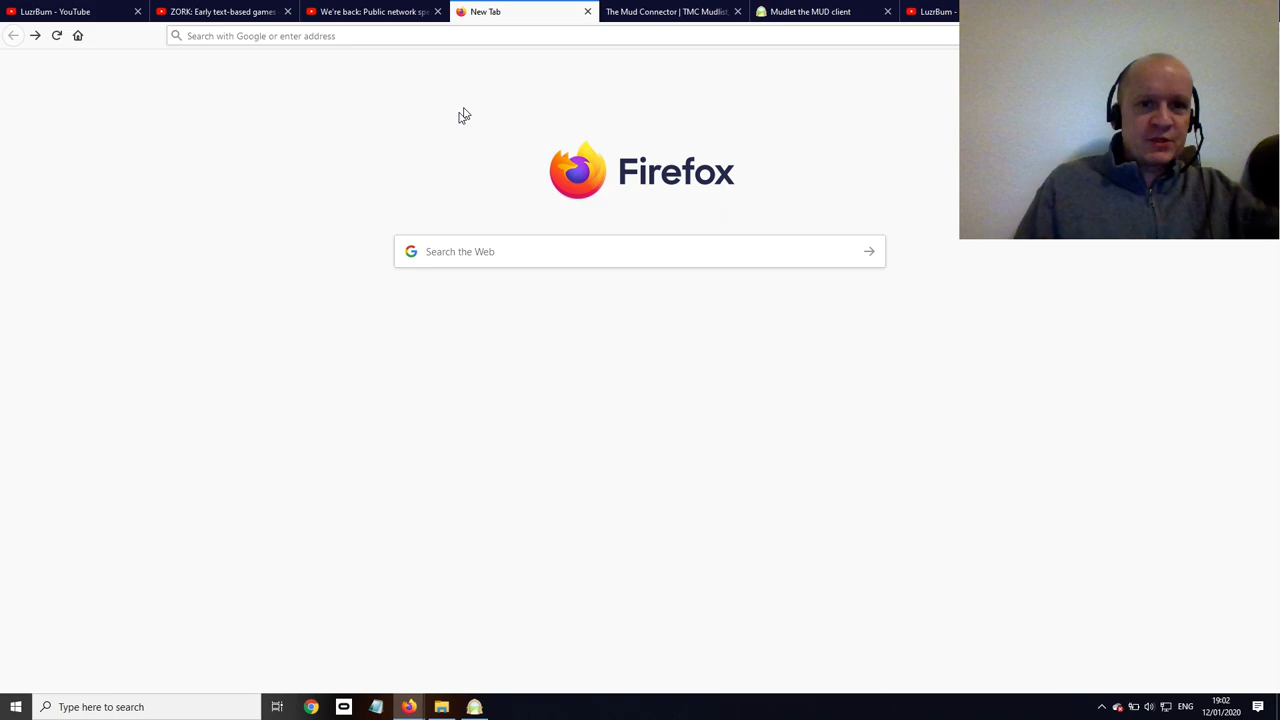 LuzrBum - YouTube
ZORK: Early text-based games
We're back: Public network spe
New Tab
The Mud Connector | TMC Mudlist
Mudlet the MUD client
LuzrBum -
Search with Google or enter address
Firefox
Search the Web
Type here to search
ENG
19:02
12/01/2020